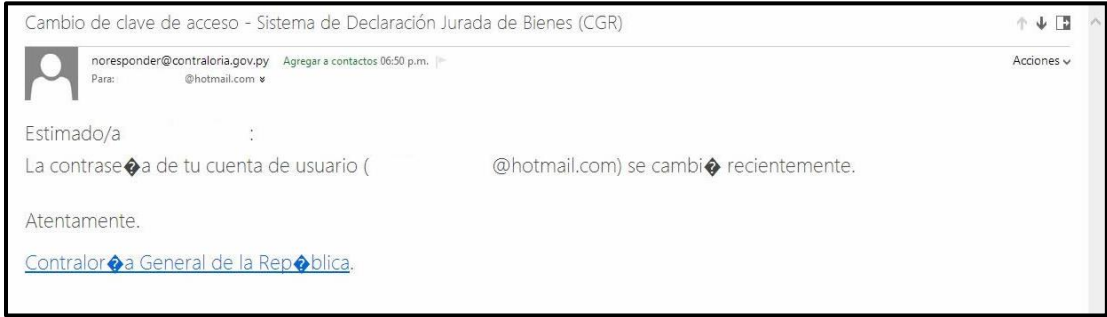 Cambio de clave de acceso - Sistema de Declaración Jurada de Bienes (CGR)
noresponder@contraloria.gov.py Agregar a contactos 06:50 p.m.
Acciones
Para: @hotmail.com
Estimado/a :
La contrase�a de tu cuenta de usuario ( @hotmail.com) se cambi� recientemente.
Atentamente.
Contralor�a General de la Rep�blica.